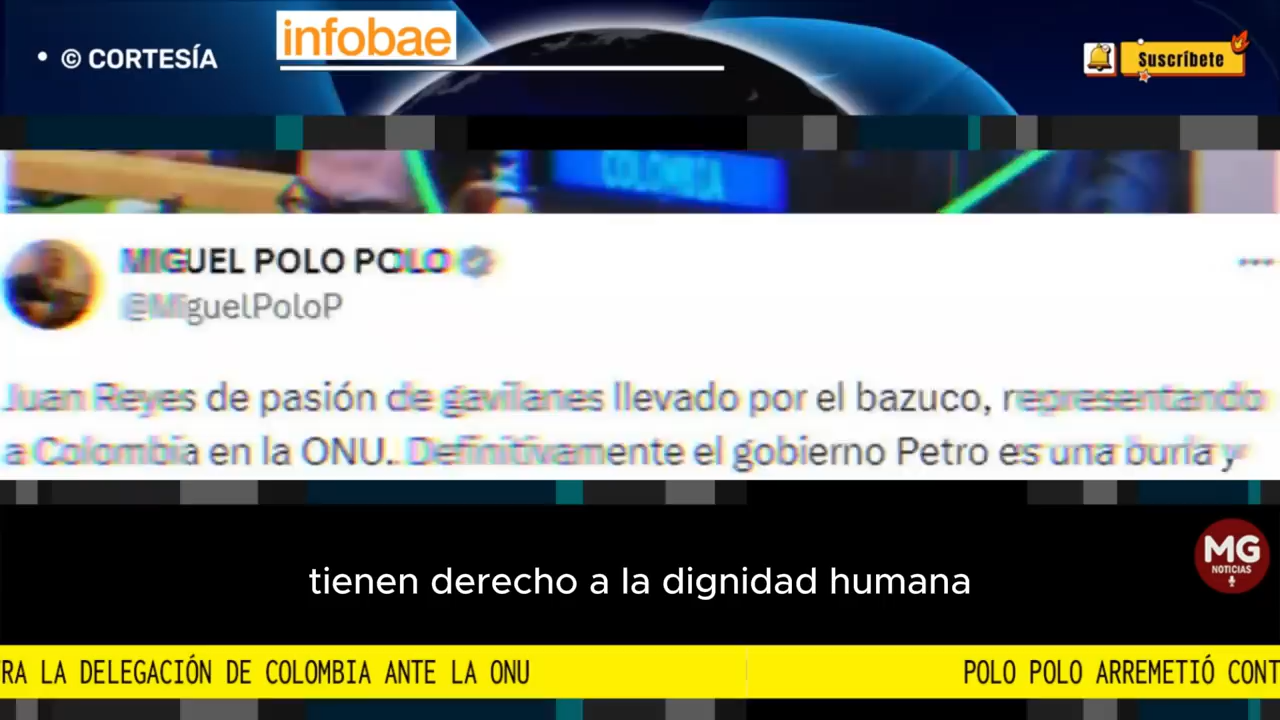 • © CORTESÍA
infobae
Suscríbete
COLOMBIA
MIGUEL POLO POLO
@MiguelPoloP
Juan Reyes de pasión de gavilanes llevado por el bazuco, representando
a Colombia en la ONU. Definitivamente el gobierno Petro es una burla y
tienen derecho a la dignidad humana
MG
NOTICIAS
RA LA DELEGACIÓN DE COLOMBIA ANTE LA ONU
POLO POLO ARREMETIÓ CONT